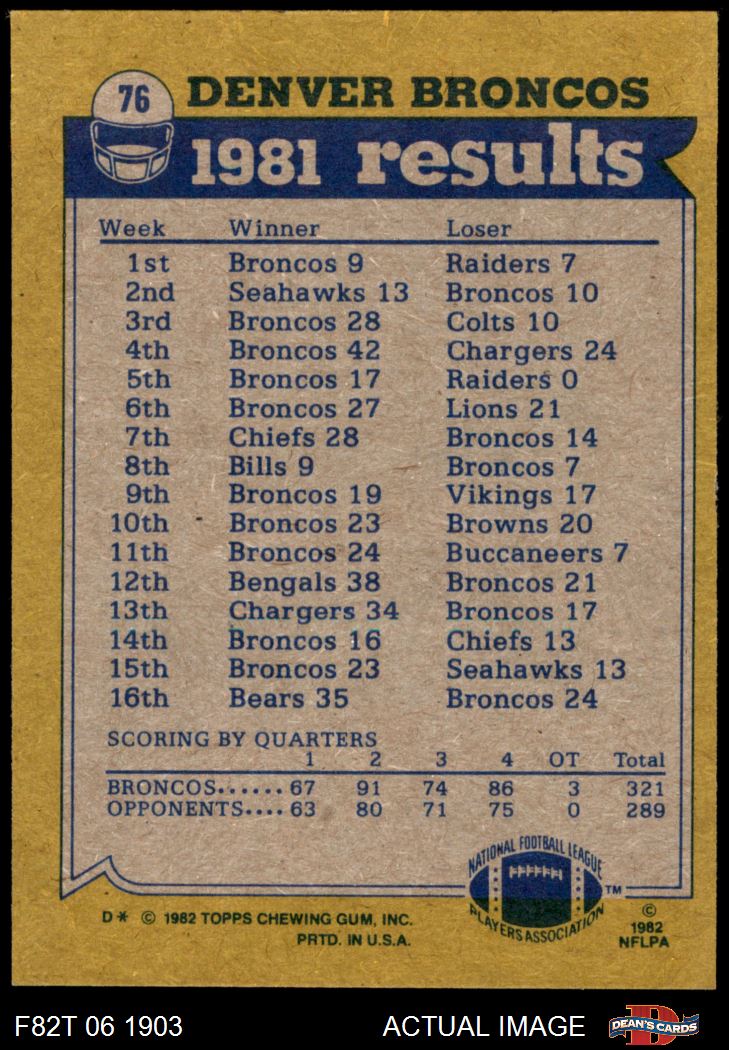 76
DENVER BRONCOS
1981 results
Week Winner Loser
1st Broncos 9 Raiders 7
2nd Seahawks 13 Broncos 10
3rd Broncos 28 Colts 10
4th Broncos 42 Chargers 24
5th Broncos 17 Raiders 0
6th Broncos 27 Lions 21
7th Chiefs 28 Broncos 14
8th Bills 9 Broncos 7
9th Broncos 19 Vikings 17
10th Broncos 23 Browns 20
11th Broncos 24 Buccaneers 7
12th Bengals 38 Broncos 21
13th Chargers 34 Broncos 17
14th Broncos 16 Chiefs 13
15th Broncos 23 Seahawks 13
16th Bears 35 Broncos 24
SCORING BY QUARTERS
1 2 3 4 OT Total
BRONCOS...... 67 91 74 86 3 321
OPPONENTS.... 63 80 71 75 0 289
NATIONAL FOOTBALL LEAGUE
PLAYERS ASSOCIATION
TM
D* © 1982 TOPPS CHEWING GUM, INC.
PRTD. IN U.S.A.
©
1982
NFLPA
F82T 06 1903
ACTUAL IMAGE
D
DEAN'S CARDS